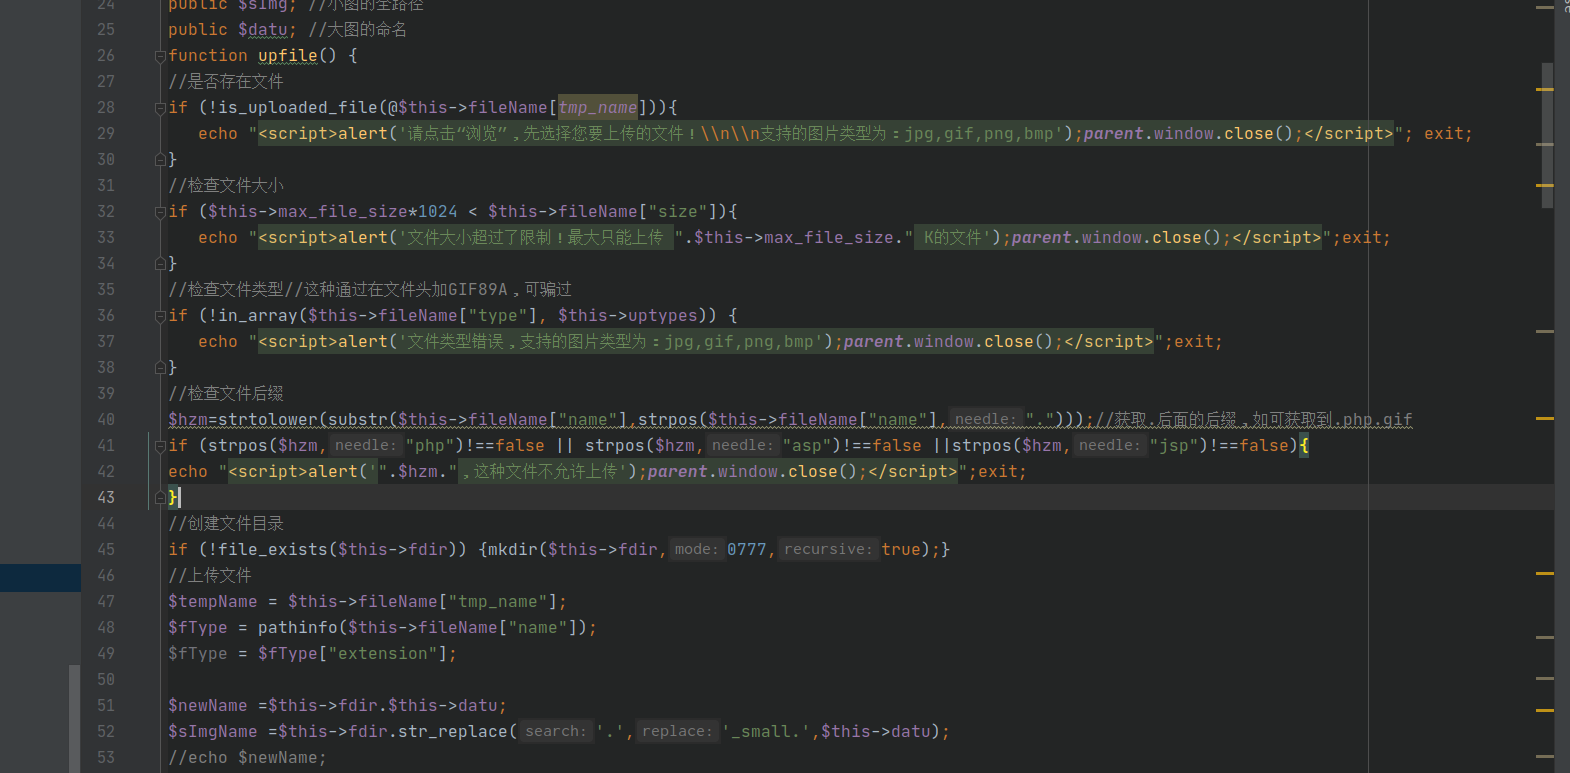 24 public $sImg; //小图的全路径
25 public $datu; //大图的命名
26 function upfile() {
27 //是否存在文件
28 if (!is_uploaded_file(@$this->fileName[tmp_name])){
29 echo "<script>alert('请点击“浏览”，先选择您要上传的文件！\\n\\n支持的图片类型为：jpg,gif,png,bmp');parent.window.close();</script>"; exit;
30 }
31 //检查文件大小
32 if ($this->max_file_size*1024 < $this->fileName["size"]){
33 echo "<script>alert('文件大小超过了限制！最大只能上传 ".$this->max_file_size." K的文件');parent.window.close();</script>";exit;
34 }
35 //检查文件类型//这种通过在文件头加GIF89A，可骗过
36 if (!in_array($this->fileName["type"], $this->uptypes)) {
37 echo "<script>alert('文件类型错误，支持的图片类型为：jpg,gif,png,bmp');parent.window.close();</script>";exit;
38 }
39 //检查文件后缀
40 $hzm=strtolower(substr($this->fileName["name"],strpos($this->fileName["name"], needle: ".")));//获取.后面的后缀，如可获取到.php.gif
41 if (strpos($hzm, needle: "php")!==false || strpos($hzm, needle: "asp")!==false ||strpos($hzm, needle: "jsp")!==false){
42 echo "<script>alert('".$hzm."，这种文件不允许上传');parent.window.close();</script>";exit;
43 }
44 //创建文件目录
45 if (!file_exists($this->fdir)) {mkdir($this->fdir, mode: 0777, recursive: true);}
46 //上传文件
47 $tempName = $this->fileName["tmp_name"];
48 $fType = pathinfo($this->fileName["name"]);
49 $fType = $fType["extension"];
50
51 $newName =$this->fdir.$this->datu;
52 $sImgName =$this->fdir.str_replace( search: '.', replace: '_small.',$this->datu);
53 //echo $newName;